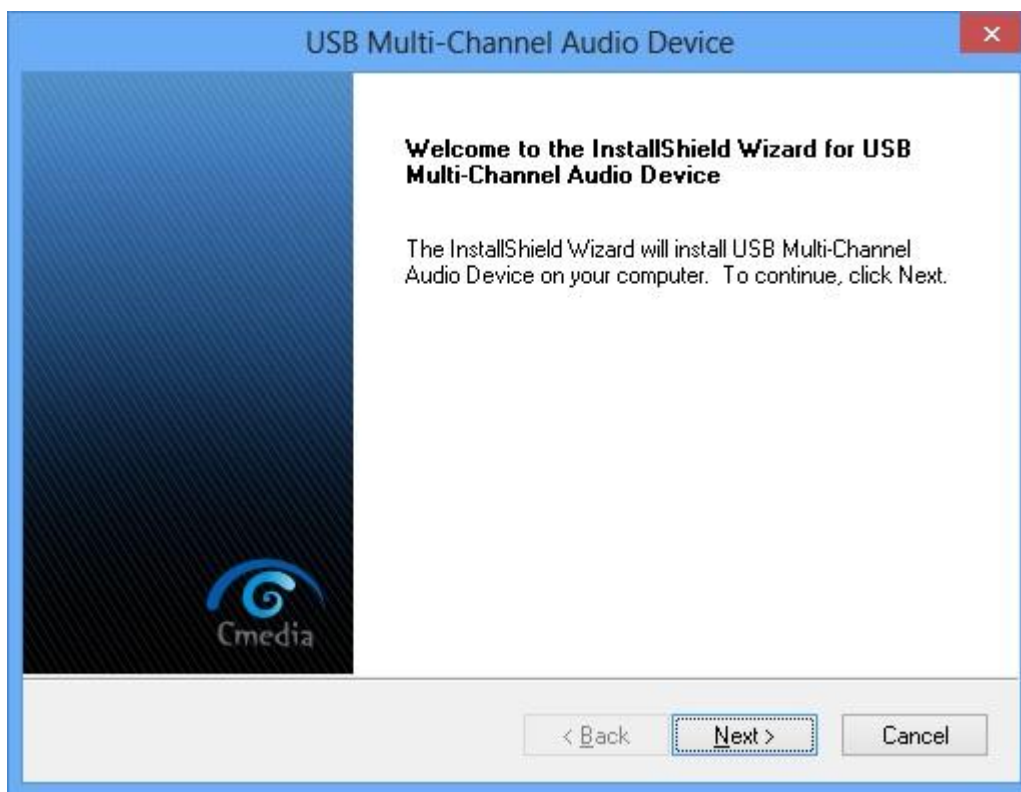 USB Multi-Channel Audio Device
Welcome to the InstallShield Wizard for USB
Multi-Channel Audio Device
The InstallShield Wizard will install USB Multi-Channel
Audio Device on your computer.  To continue, click Next.
Cmedia
< Back
Next >
Cancel